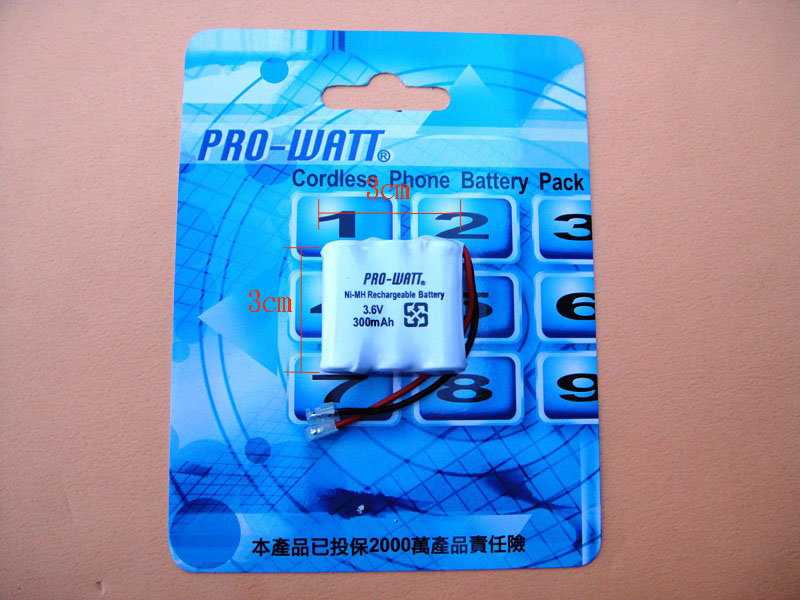 PRO-WATT®
Cordless Phone Battery Pack
3cm
1 2 3
3cm
PRO-WATT®
Ni-MH Rechargeable Battery
3.6V
300mAh
4 5 6
7 8 9
本產品已投保2000萬產品責任險